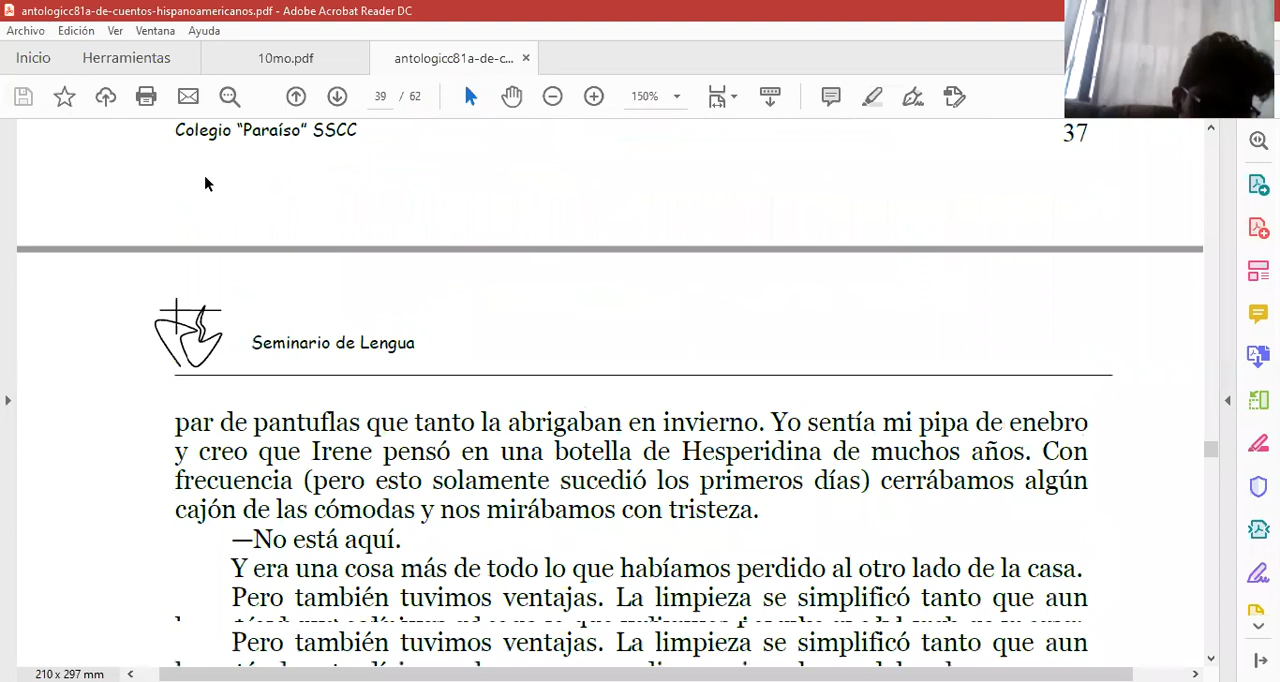 antologicc81a-de-cuentos-hispanoamericanos.pdf - Adobe Acrobat Reader DC
Archivo Edición Ver Ventana Ayuda
Inicio Herramientas 10mo.pdf antologicc81a-de-c... ×
39 / 62 150%
Colegio “Paraíso” SSCC 37
Seminario de Lengua
par de pantuflas que tanto la abrigaban en invierno. Yo sentía mi pipa de enebro
y creo que Irene pensó en una botella de Hesperidina de muchos años. Con
frecuencia (pero esto solamente sucedió los primeros días) cerrábamos algún
cajón de las cómodas y nos mirábamos con tristeza.
—No está aquí.
Y era una cosa más de todo lo que habíamos perdido al otro lado de la casa.
Pero también tuvimos ventajas. La limpieza se simplificó tanto que aun
Pero también tuvimos ventajas. La limpieza se simplificó tanto que aun
210 x 297 mm